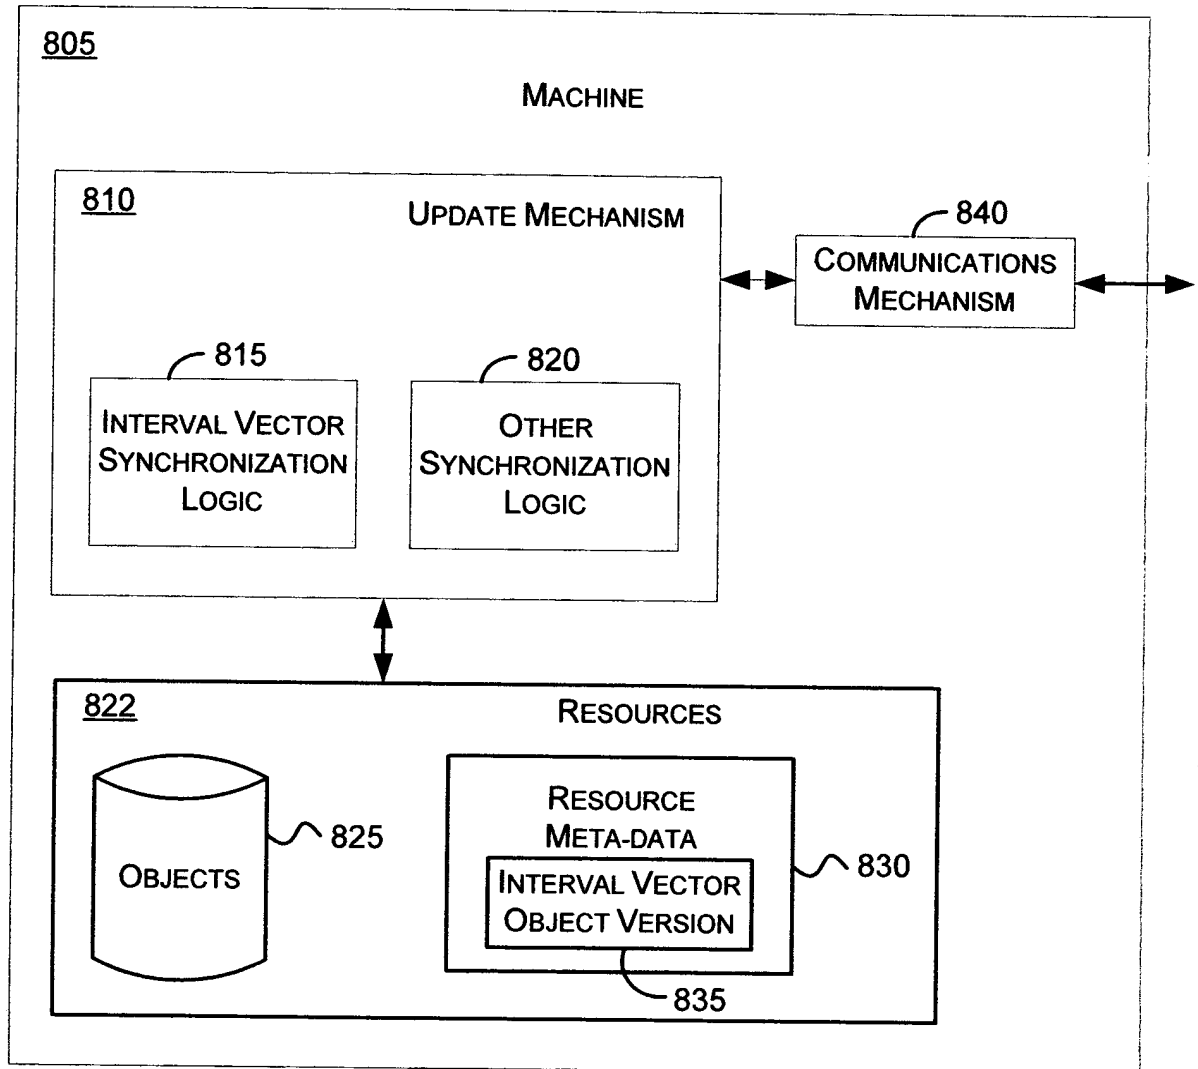 805
MACHINE
810
UPDATE MECHANISM
840
COMMUNICATIONS
MECHANISM
815
INTERVAL VECTOR
SYNCHRONIZATION
LOGIC
820
OTHER
SYNCHRONIZATION
LOGIC
822
RESOURCES
OBJECTS
825
RESOURCE
META-DATA
INTERVAL VECTOR
OBJECT VERSION
830
835